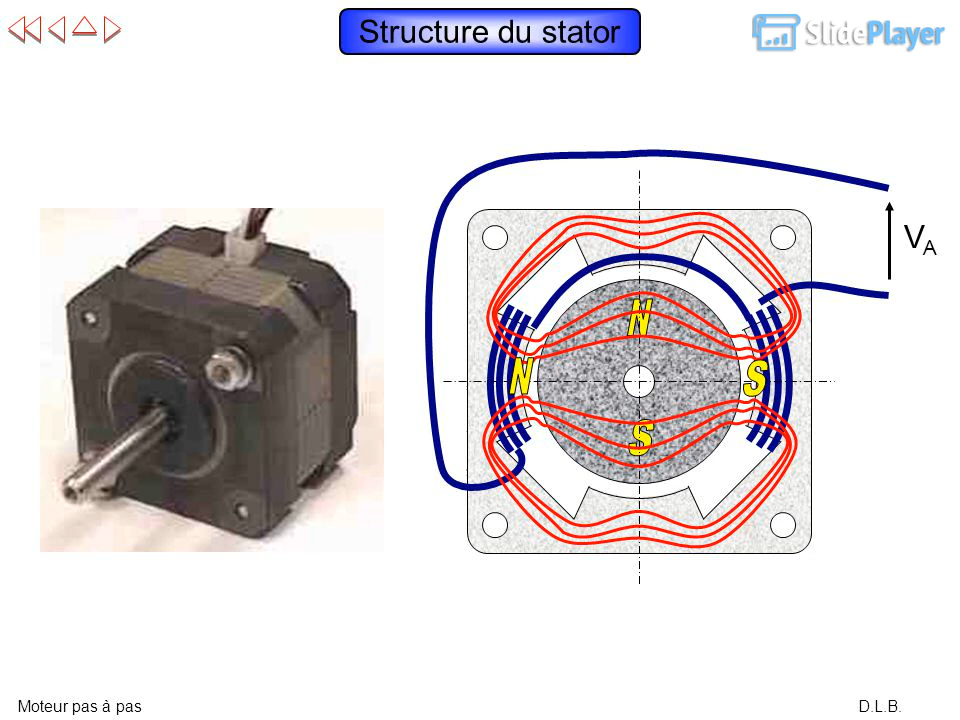 Structure du stator
SlidePlayer
VA
N
N
S
S
Moteur pas à pas
D.L.B.